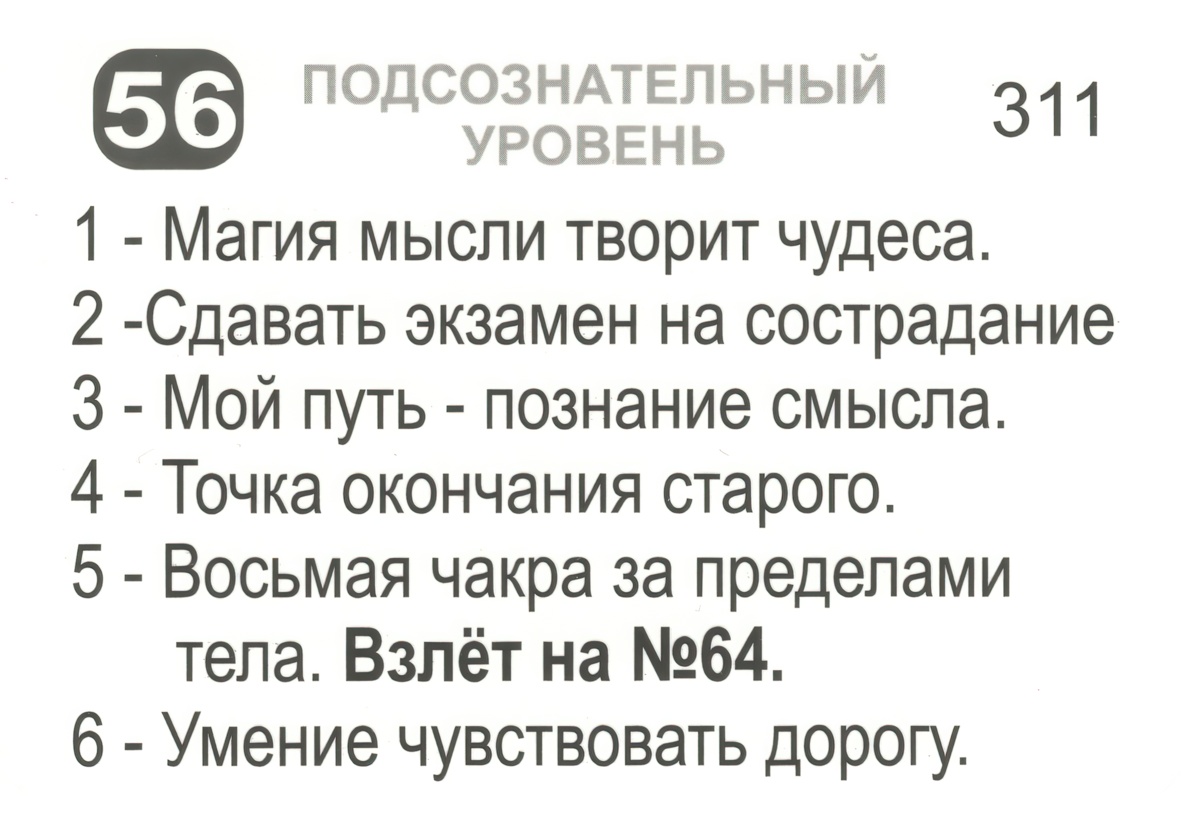 56
ПОДСОЗНАТЕЛЬНЫЙ
УРОВЕНЬ
311
1 - Магия мысли творит чудеса.
2 -Сдавать экзамен на сострадание
3 - Мой путь - познание смысла.
4 - Точка окончания старого.
5 - Восьмая чакра за пределами
тела. Взлёт на №64.
6 - Умение чувствовать дорогу.